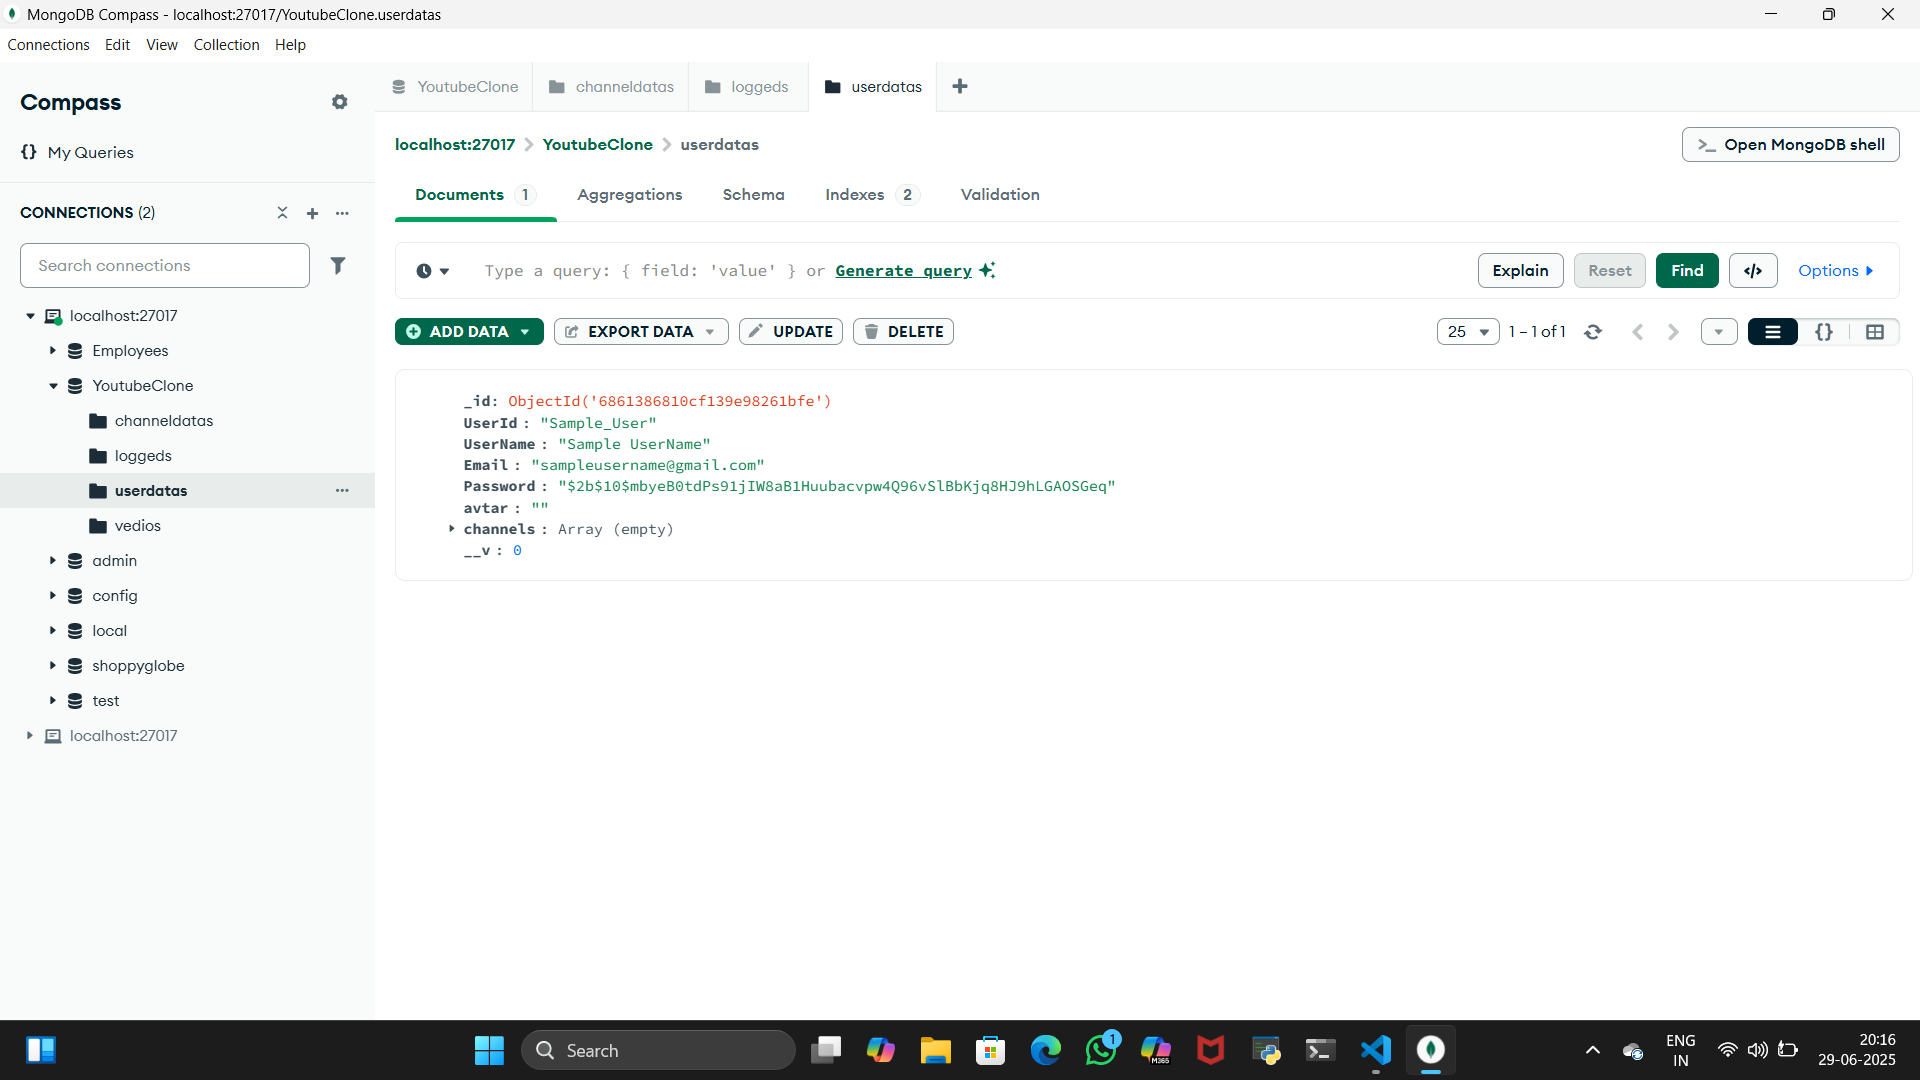 MongoDB Compass - localhost:27017/YoutubeClone.userdatas
Connections Edit View Collection Help
Compass
My Queries
CONNECTIONS (2)
Search connections
localhost:27017
Employees
YoutubeClone
channeldatas
loggeds
userdatas
vedios
admin
config
local
shoppyglobe
test
localhost:27017
YoutubeClone channeldatas loggeds userdatas
localhost:27017 YoutubeClone userdatas
>_ Open MongoDB shell
Documents 1 Aggregations Schema Indexes 2 Validation
Type a query: { field: 'value' } or Generate query
Explain Reset Find </> Options
ADD DATA EXPORT DATA UPDATE DELETE
25 1 – 1 of 1 {}
_id: ObjectId('6861386810cf139e98261bfe')
UserId : "Sample_User"
UserName : "Sample UserName"
Email : "sampleusername@gmail.com"
Password : "$2b$10$mbyeB0tdPs91jIW8aB1Huubacvpw4Q96vSlBbKjq8HJ9hLGAOSGeq"
avtar : ""
channels : Array (empty)
__v : 0
Search
1
M365
ENG
IN
20:16
29-06-2025